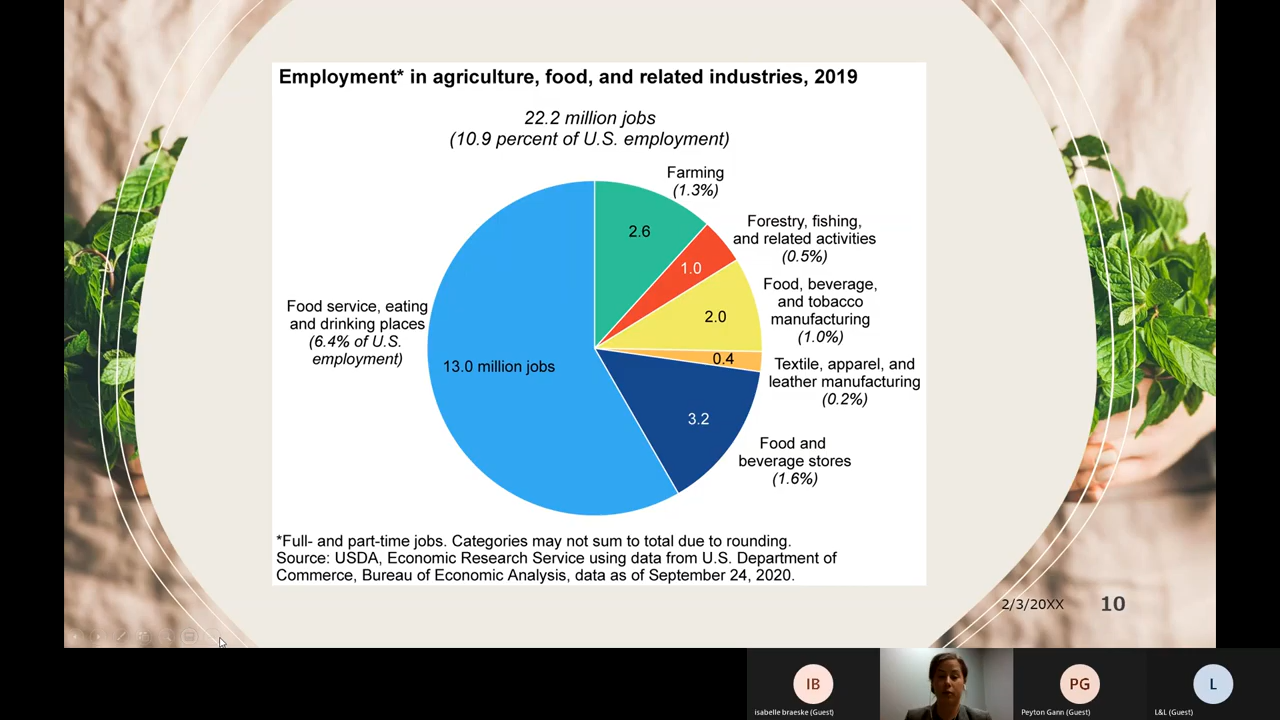 Employment* in agriculture, food, and related industries, 2019
22.2 million jobs
(10.9 percent of U.S. employment)
Farming
(1.3%)
2.6
Forestry, fishing,
and related activities
(0.5%)
1.0
Food, beverage,
and tobacco
manufacturing
(1.0%)
2.0
Food service, eating
and drinking places
(6.4% of U.S.
employment)
13.0 million jobs
0.4
Textile, apparel, and
leather manufacturing
(0.2%)
3.2
Food and
beverage stores
(1.6%)
*Full- and part-time jobs. Categories may not sum to total due to rounding.
Source: USDA, Economic Research Service using data from U.S. Department of
Commerce, Bureau of Economic Analysis, data as of September 24, 2020.
2/3/20XX
10
IB
PG
L
isabelle braeske (Guest)
Peyton Gann (Guest)
L&L (Guest)